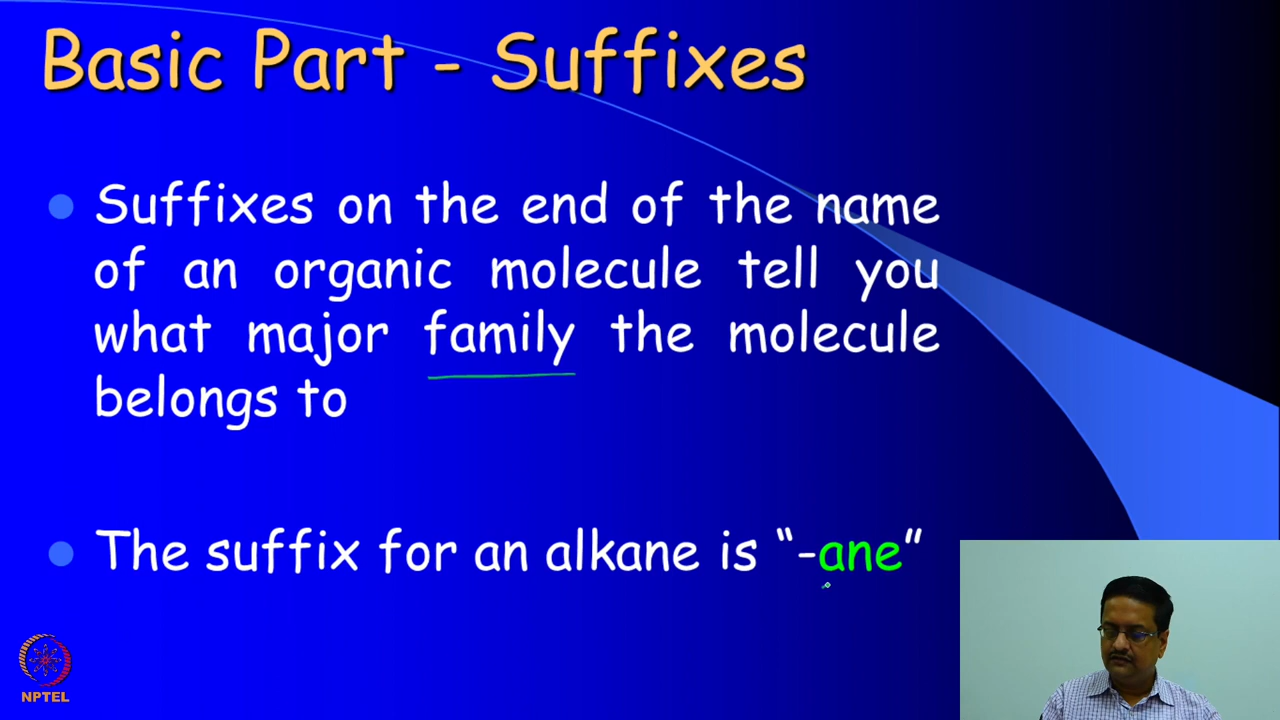 Basic Part - Suffixes
Suffixes on the end of the name
of an organic molecule tell you
what major family the molecule
belongs to
The suffix for an alkane is “-ane”
NPTEL